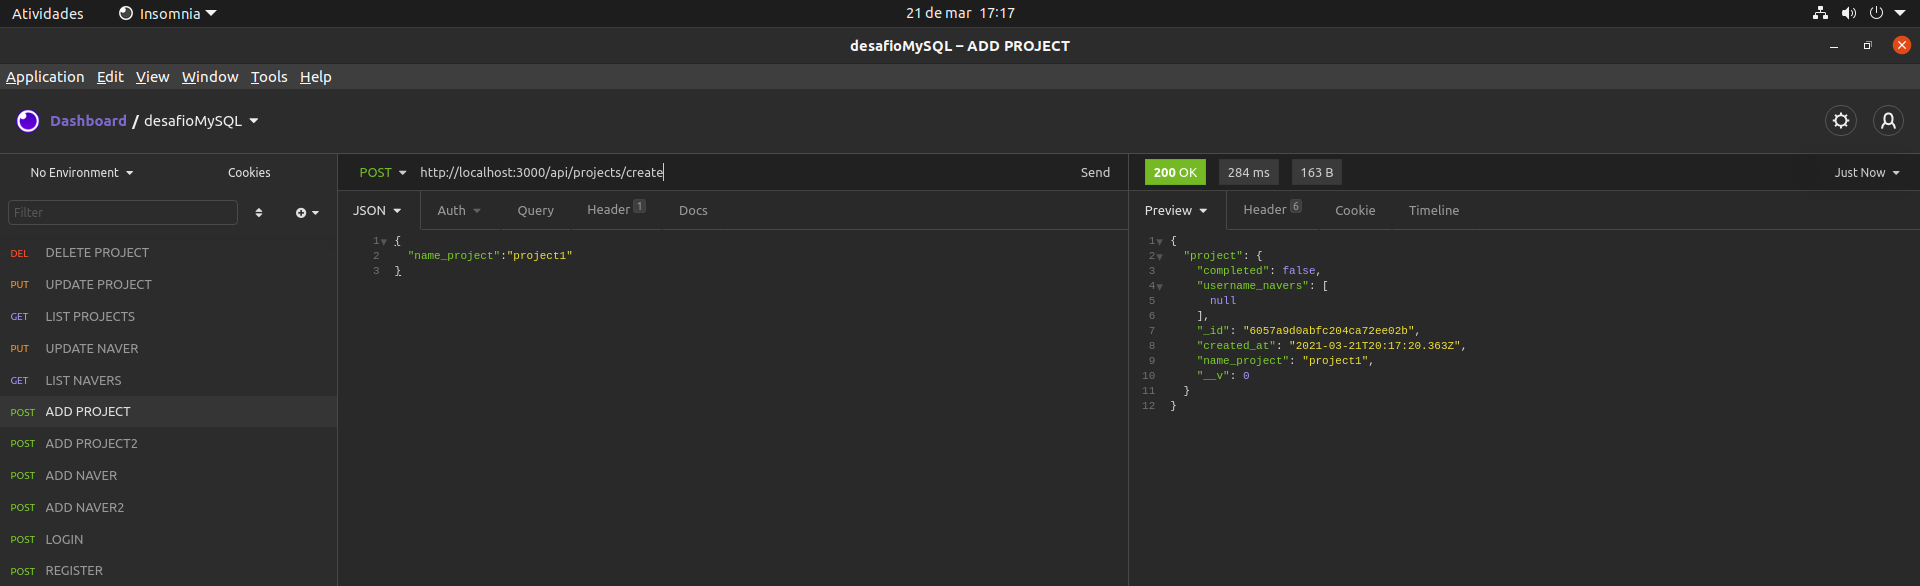 Atividades Insomnia 21 de mar 17:17
desafioMySQL – ADD PROJECT
Application Edit View Window Tools Help
Dashboard / desafioMySQL
No Environment Cookies
POST http://localhost:3000/api/projects/create Send
200 OK 284 ms 163 B Just Now
Filter
JSON Auth Query Header 1 Docs
Preview Header 6 Cookie Timeline
DEL DELETE PROJECT
PUT UPDATE PROJECT
GET LIST PROJECTS
PUT UPDATE NAVER
GET LIST NAVERS
POST ADD PROJECT
POST ADD PROJECT2
POST ADD NAVER
POST ADD NAVER2
POST LOGIN
POST REGISTER
1 {
2 "name_project":"project1"
3 }
1 {
2 "project": {
3 "completed": false,
4 "username_navers": [
5 null
6 ],
7 "_id": "6057a9d0abfc204ca72ee02b",
8 "created_at": "2021-03-21T20:17:20.363Z",
9 "name_project": "project1",
10 "__v": 0
11 }
12 }